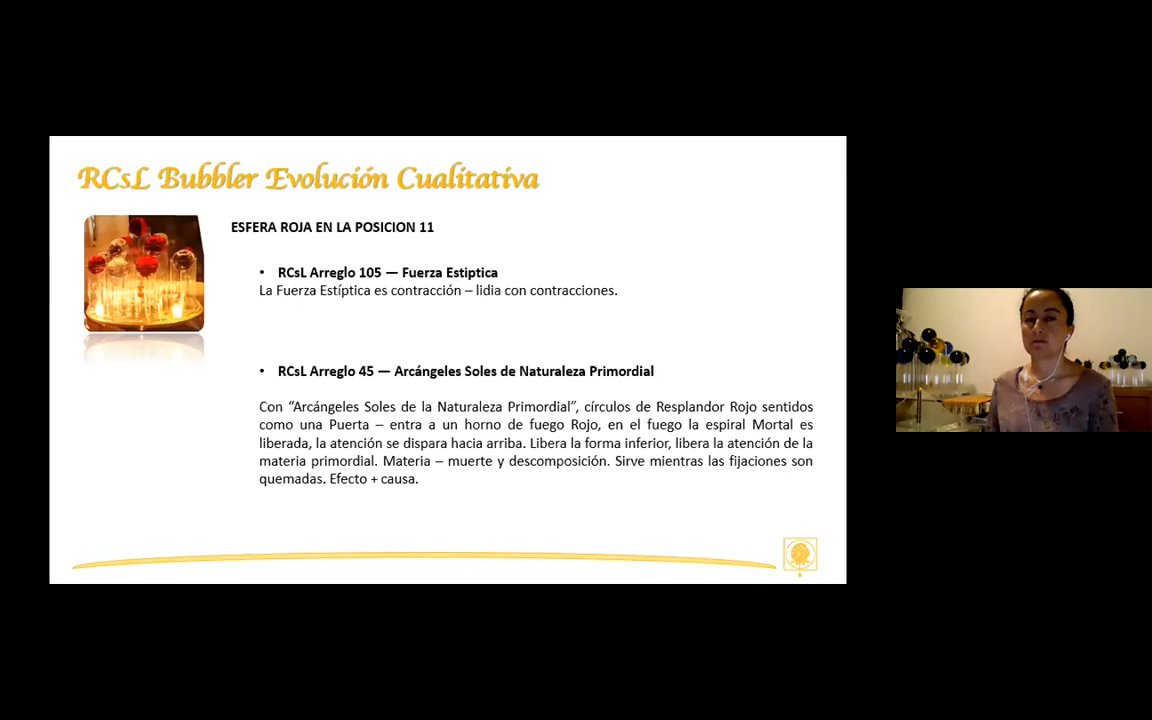 RCsL Bubbler Evolución Cualitativa
ESFERA ROJA EN LA POSICION 11
• RCsL Arreglo 105 — Fuerza Estiptica
La Fuerza Estíptica es contracción – lidia con contracciones.
• RCsL Arreglo 45 — Arcángeles Soles de Naturaleza Primordial
Con “Arcángeles Soles de la Naturaleza Primordial”, círculos de Resplandor Rojo sentidos
como una Puerta – entra a un horno de fuego Rojo, en el fuego la espiral Mortal es
liberada, la atención se dispara hacia arriba. Libera la forma inferior, libera la atención de la
materia primordial. Materia – muerte y descomposición. Sirve mientras las fijaciones son
quemadas. Efecto + causa.